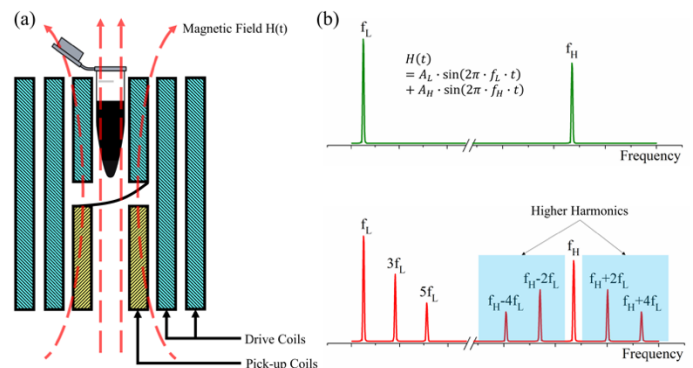 (a)
Magnetic Field H(t)
Drive Coils
Pick-up Coils
(b)
f_L
f_H
H(t)
= A_L · sin(2π · f_L · t)
+ A_H · sin(2π · f_H · t)
Frequency
Higher Harmonics
f_L
3f_L
5f_L
f_H-4f_L
f_H-2f_L
f_H
f_H+2f_L
f_H+4f_L
Frequency